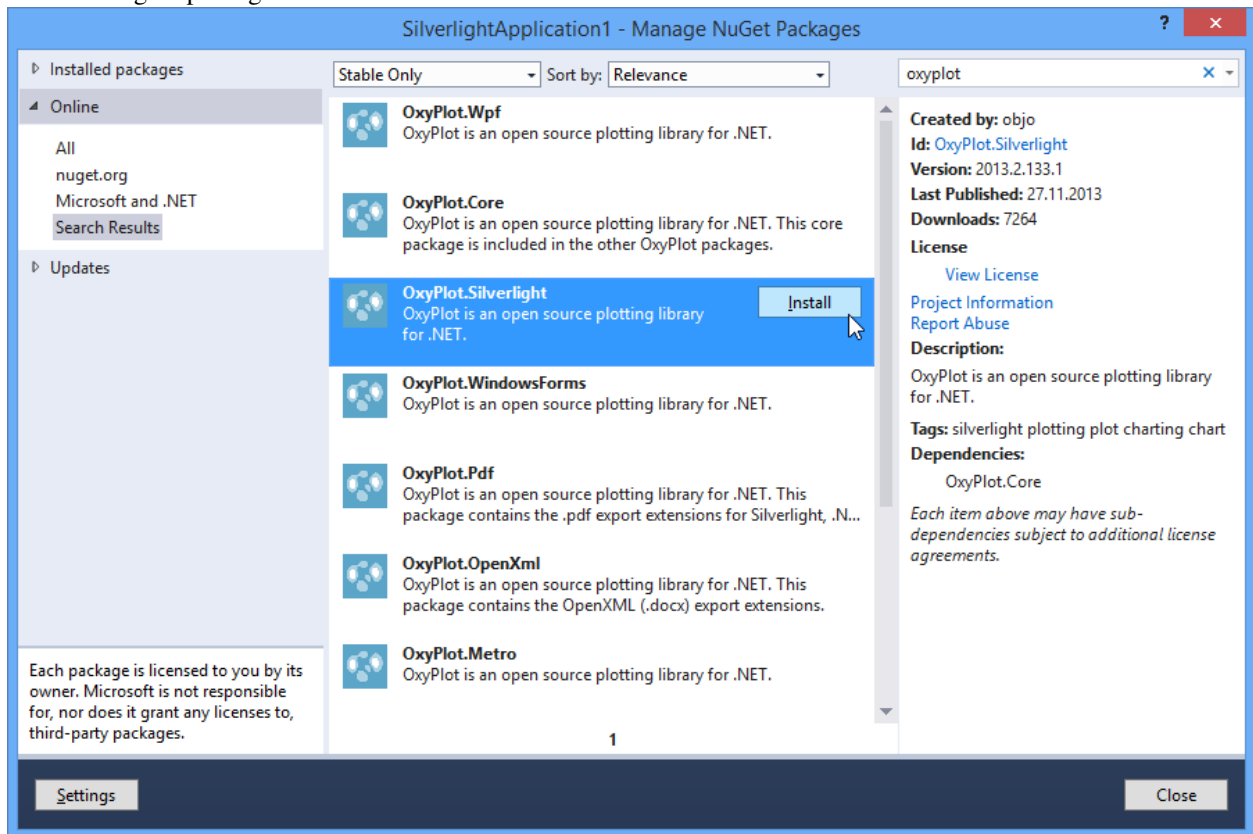 SilverlightApplication1 - Manage NuGet Packages
?
Installed packages
Online
All
nuget.org
Microsoft and .NET
Search Results
Updates
Each package is licensed to you by its
owner. Microsoft is not responsible
for, nor does it grant any licenses to,
third-party packages.
Stable Only Sort by: Relevance
OxyPlot.Wpf
OxyPlot is an open source plotting library for .NET.
OxyPlot.Core
OxyPlot is an open source plotting library for .NET. This core
package is included in the other OxyPlot packages.
OxyPlot.Silverlight
OxyPlot is an open source plotting library
for .NET.
Install
OxyPlot.WindowsForms
OxyPlot is an open source plotting library for .NET.
OxyPlot.Pdf
OxyPlot is an open source plotting library for .NET. This
package contains the .pdf export extensions for Silverlight, .N...
OxyPlot.OpenXml
OxyPlot is an open source plotting library for .NET. This
package contains the OpenXML (.docx) export extensions.
OxyPlot.Metro
OxyPlot is an open source plotting library for .NET.
1
oxyplot
Created by: objo
Id: OxyPlot.Silverlight
Version: 2013.2.133.1
Last Published: 27.11.2013
Downloads: 7264
License
View License
Project Information
Report Abuse
Description:
OxyPlot is an open source plotting library
for .NET.
Tags: silverlight plotting plot charting chart
Dependencies:
OxyPlot.Core
Each item above may have sub-
dependencies subject to additional license
agreements.
Settings
Close